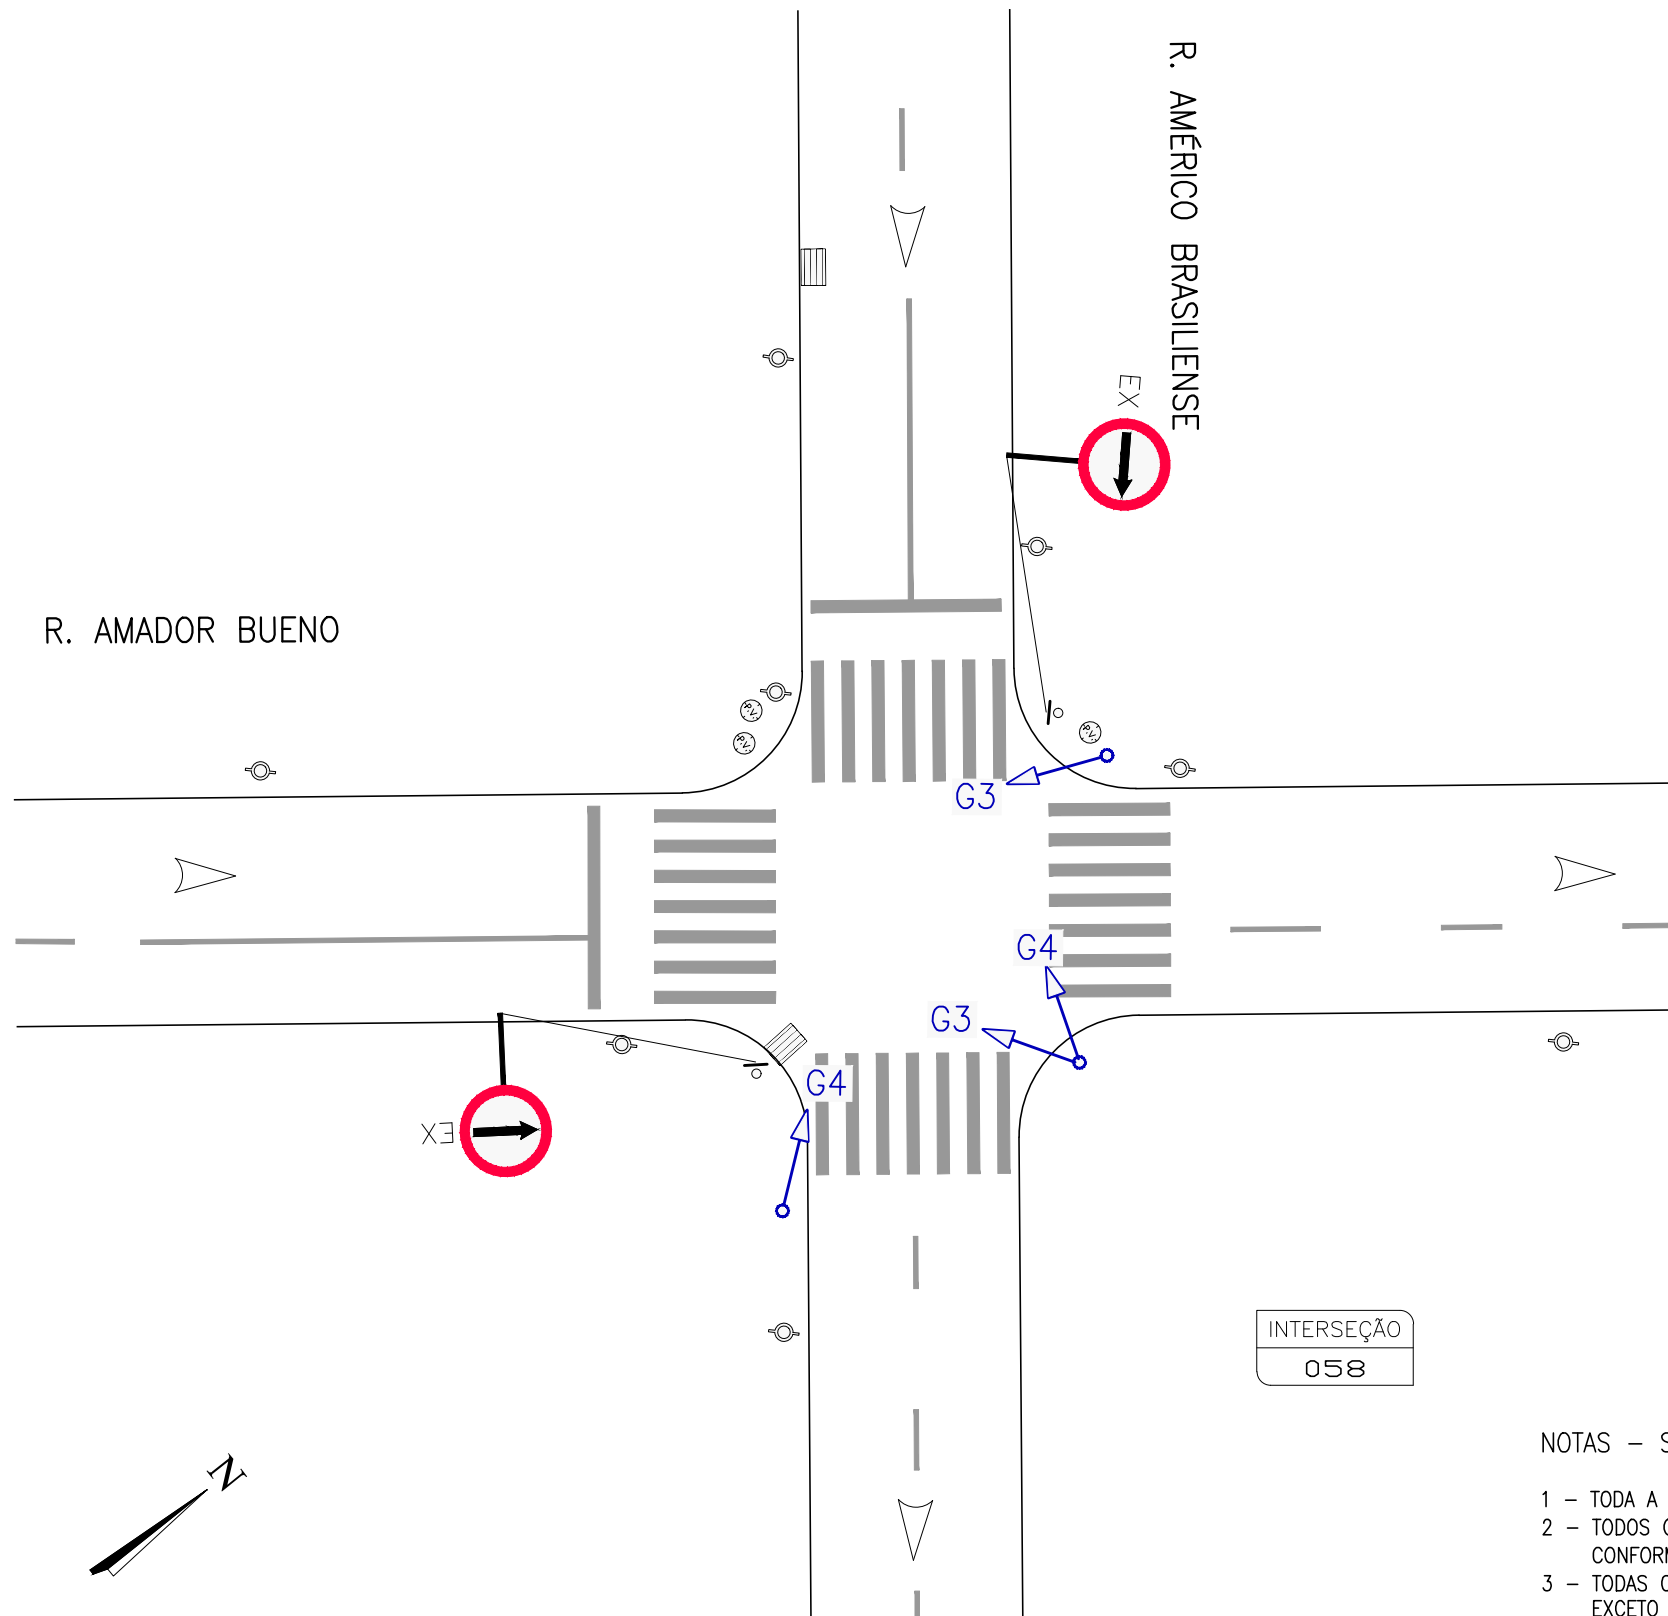 R. AMÉRICO BRASILIENSE
EX
R. AMADOR BUENO
P.V.
P.V.
P.V.
G3
G4
G3
G4
EX
INTERSEÇÃO
058
N
NOTAS – S
1 – TODA A
2 – TODOS
CONFOR
3 – TODAS
EXCETO